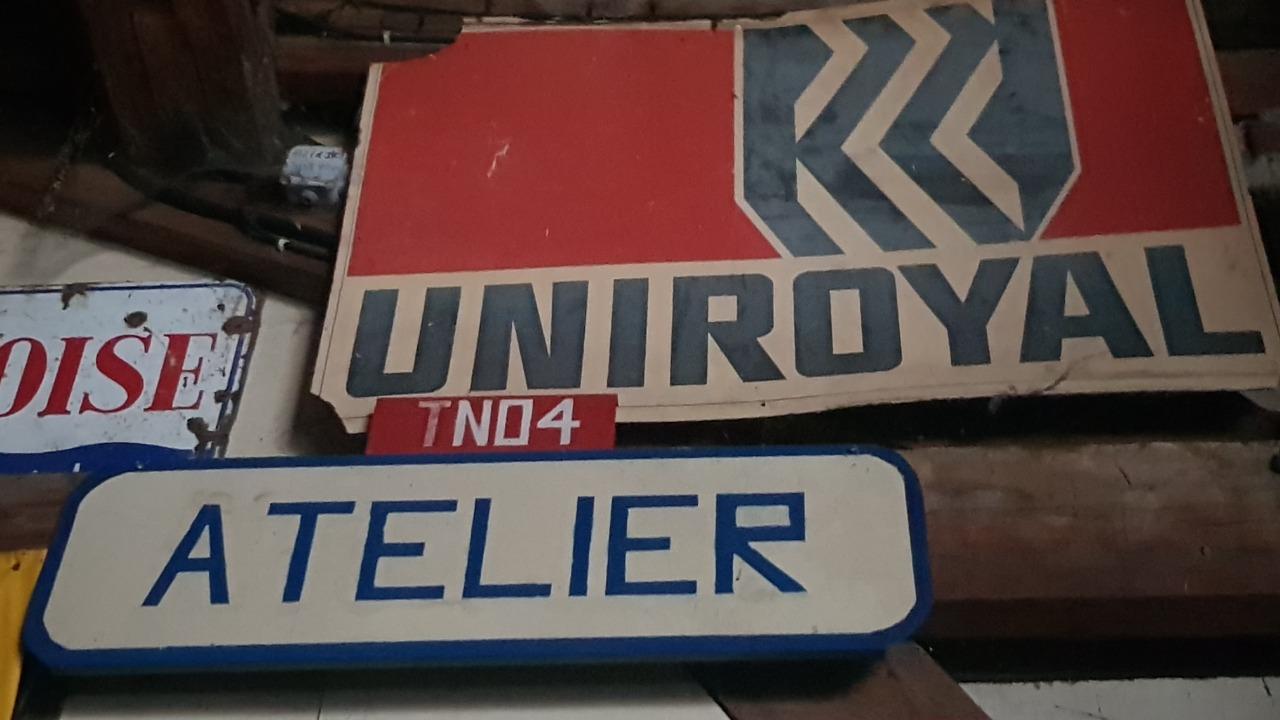 UNIROYAL
OISE
TN04
ATELIER